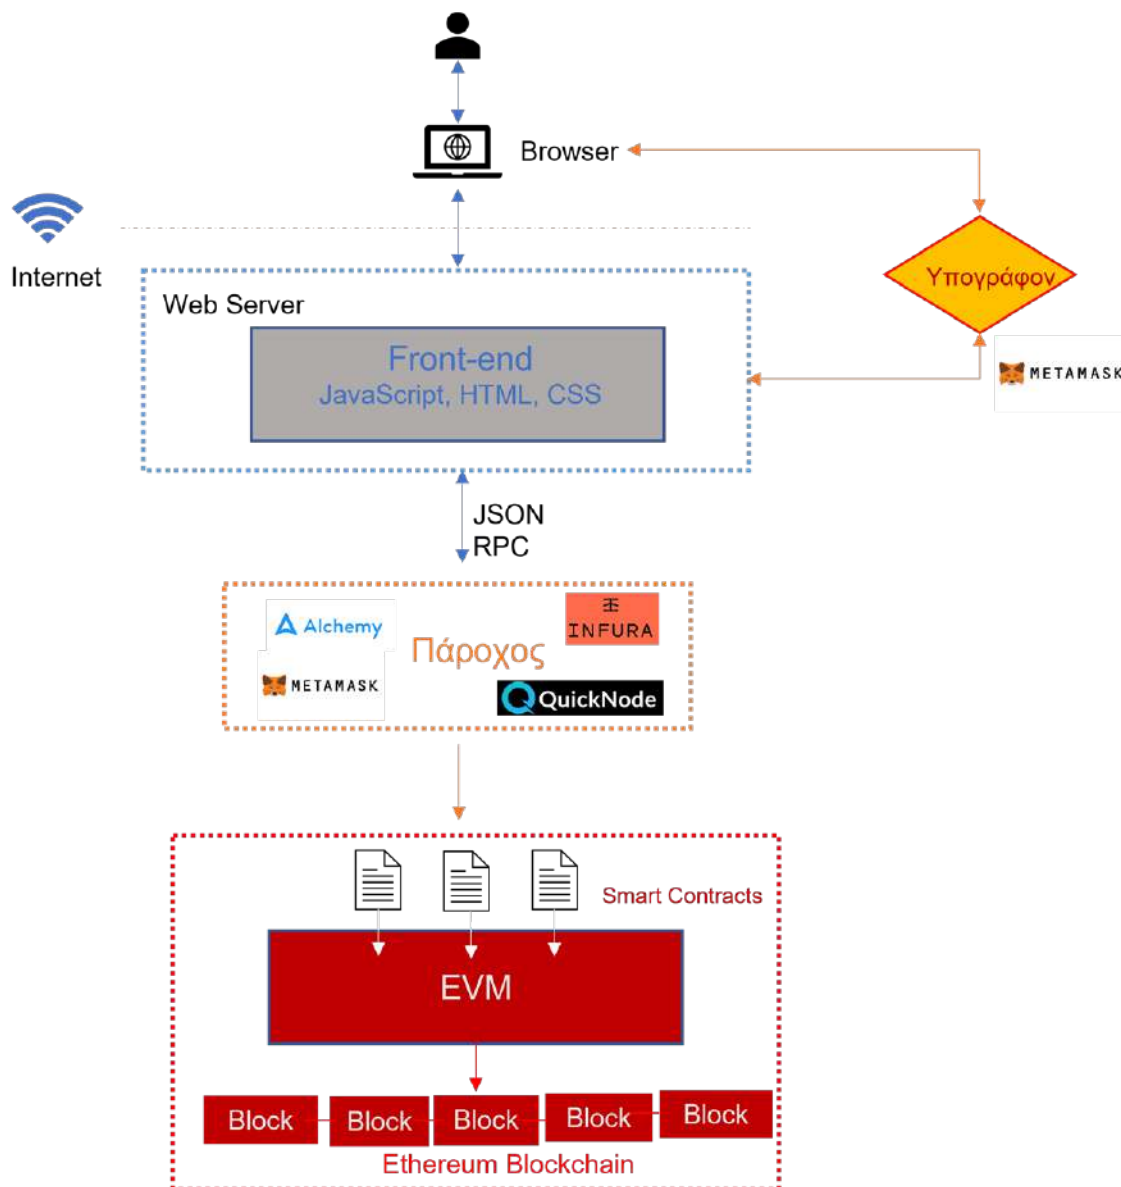 Browser
Internet
Υπογράφον
Web Server
Front-end
JavaScript, HTML, CSS
METAMASK
JSON
RPC
Alchemy
INFURA
Πάροχος
METAMASK
QuickNode
Smart Contracts
EVM
Block Block Block Block Block
Ethereum Blockchain